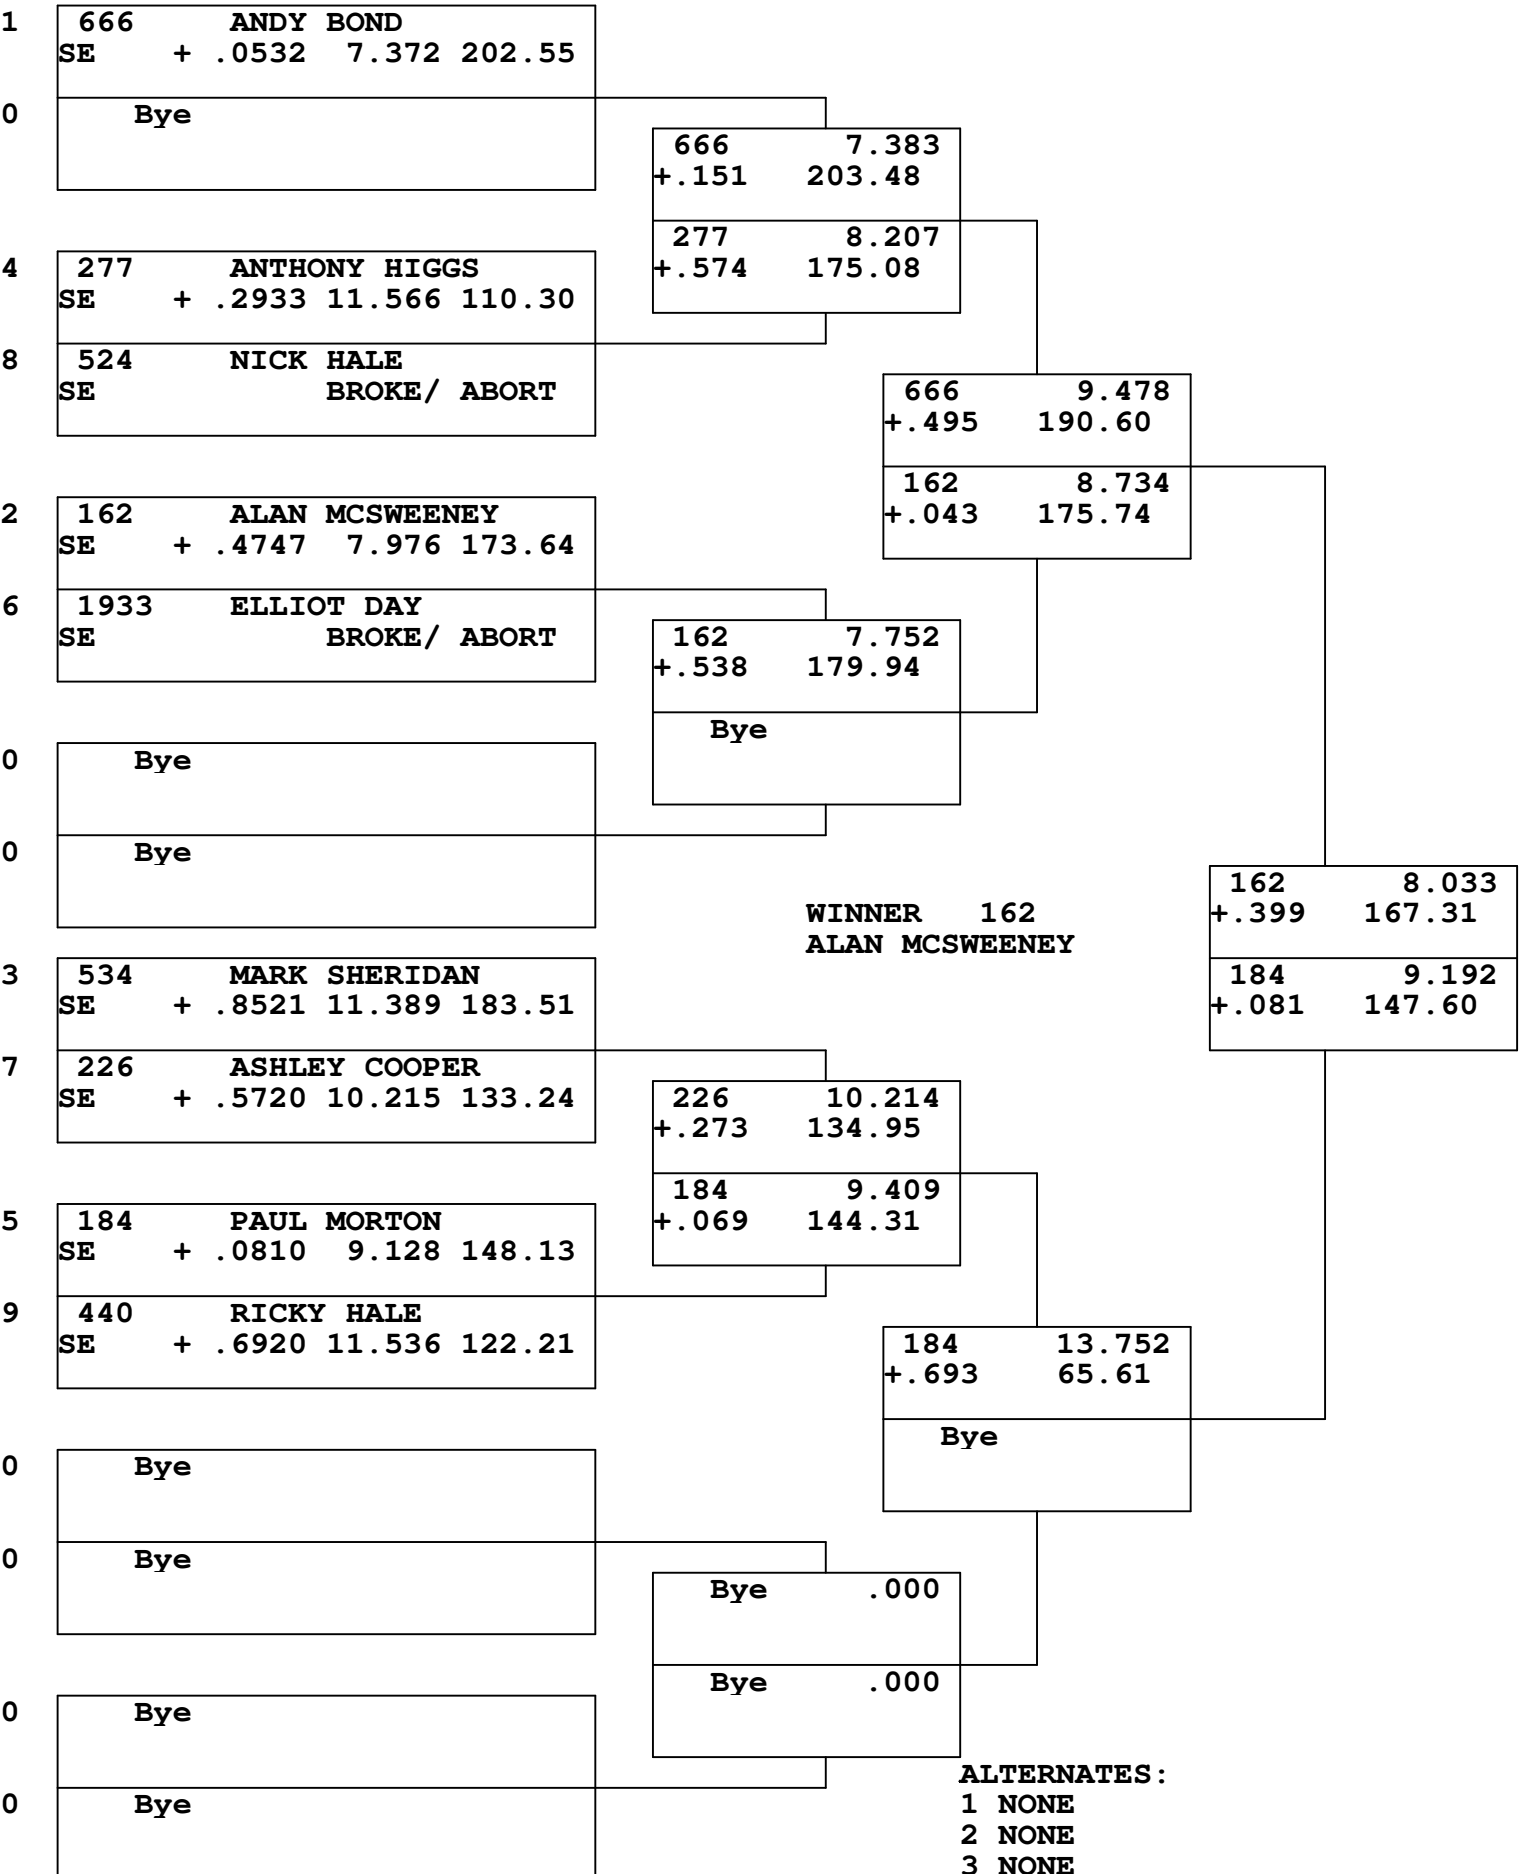 1 666 ANDY BOND
SE + .0532 7.372 202.55
0 Bye
666 7.383
+.151 203.48
277 8.207
+.574 175.08
4 277 ANTHONY HIGGS
SE + .2933 11.566 110.30
8 524 NICK HALE
SE BROKE/ ABORT
666 9.478
+.495 190.60
162 8.734
+.043 175.74
2 162 ALAN MCSWEENEY
SE + .4747 7.976 173.64
6 1933 ELLIOT DAY
SE BROKE/ ABORT
162 7.752
+.538 179.94
Bye
0 Bye
0 Bye
WINNER 162
ALAN MCSWEENEY
162 8.033
+.399 167.31
184 9.192
+.081 147.60
3 534 MARK SHERIDAN
SE + .8521 11.389 183.51
7 226 ASHLEY COOPER
SE + .5720 10.215 133.24
226 10.214
+.273 134.95
184 9.409
+.069 144.31
5 184 PAUL MORTON
SE + .0810 9.128 148.13
9 440 RICKY HALE
SE + .6920 11.536 122.21
184 13.752
+.693 65.61
Bye
0 Bye
0 Bye
Bye .000
Bye .000
0 Bye
0 Bye
ALTERNATES:
1 NONE
2 NONE
3 NONE